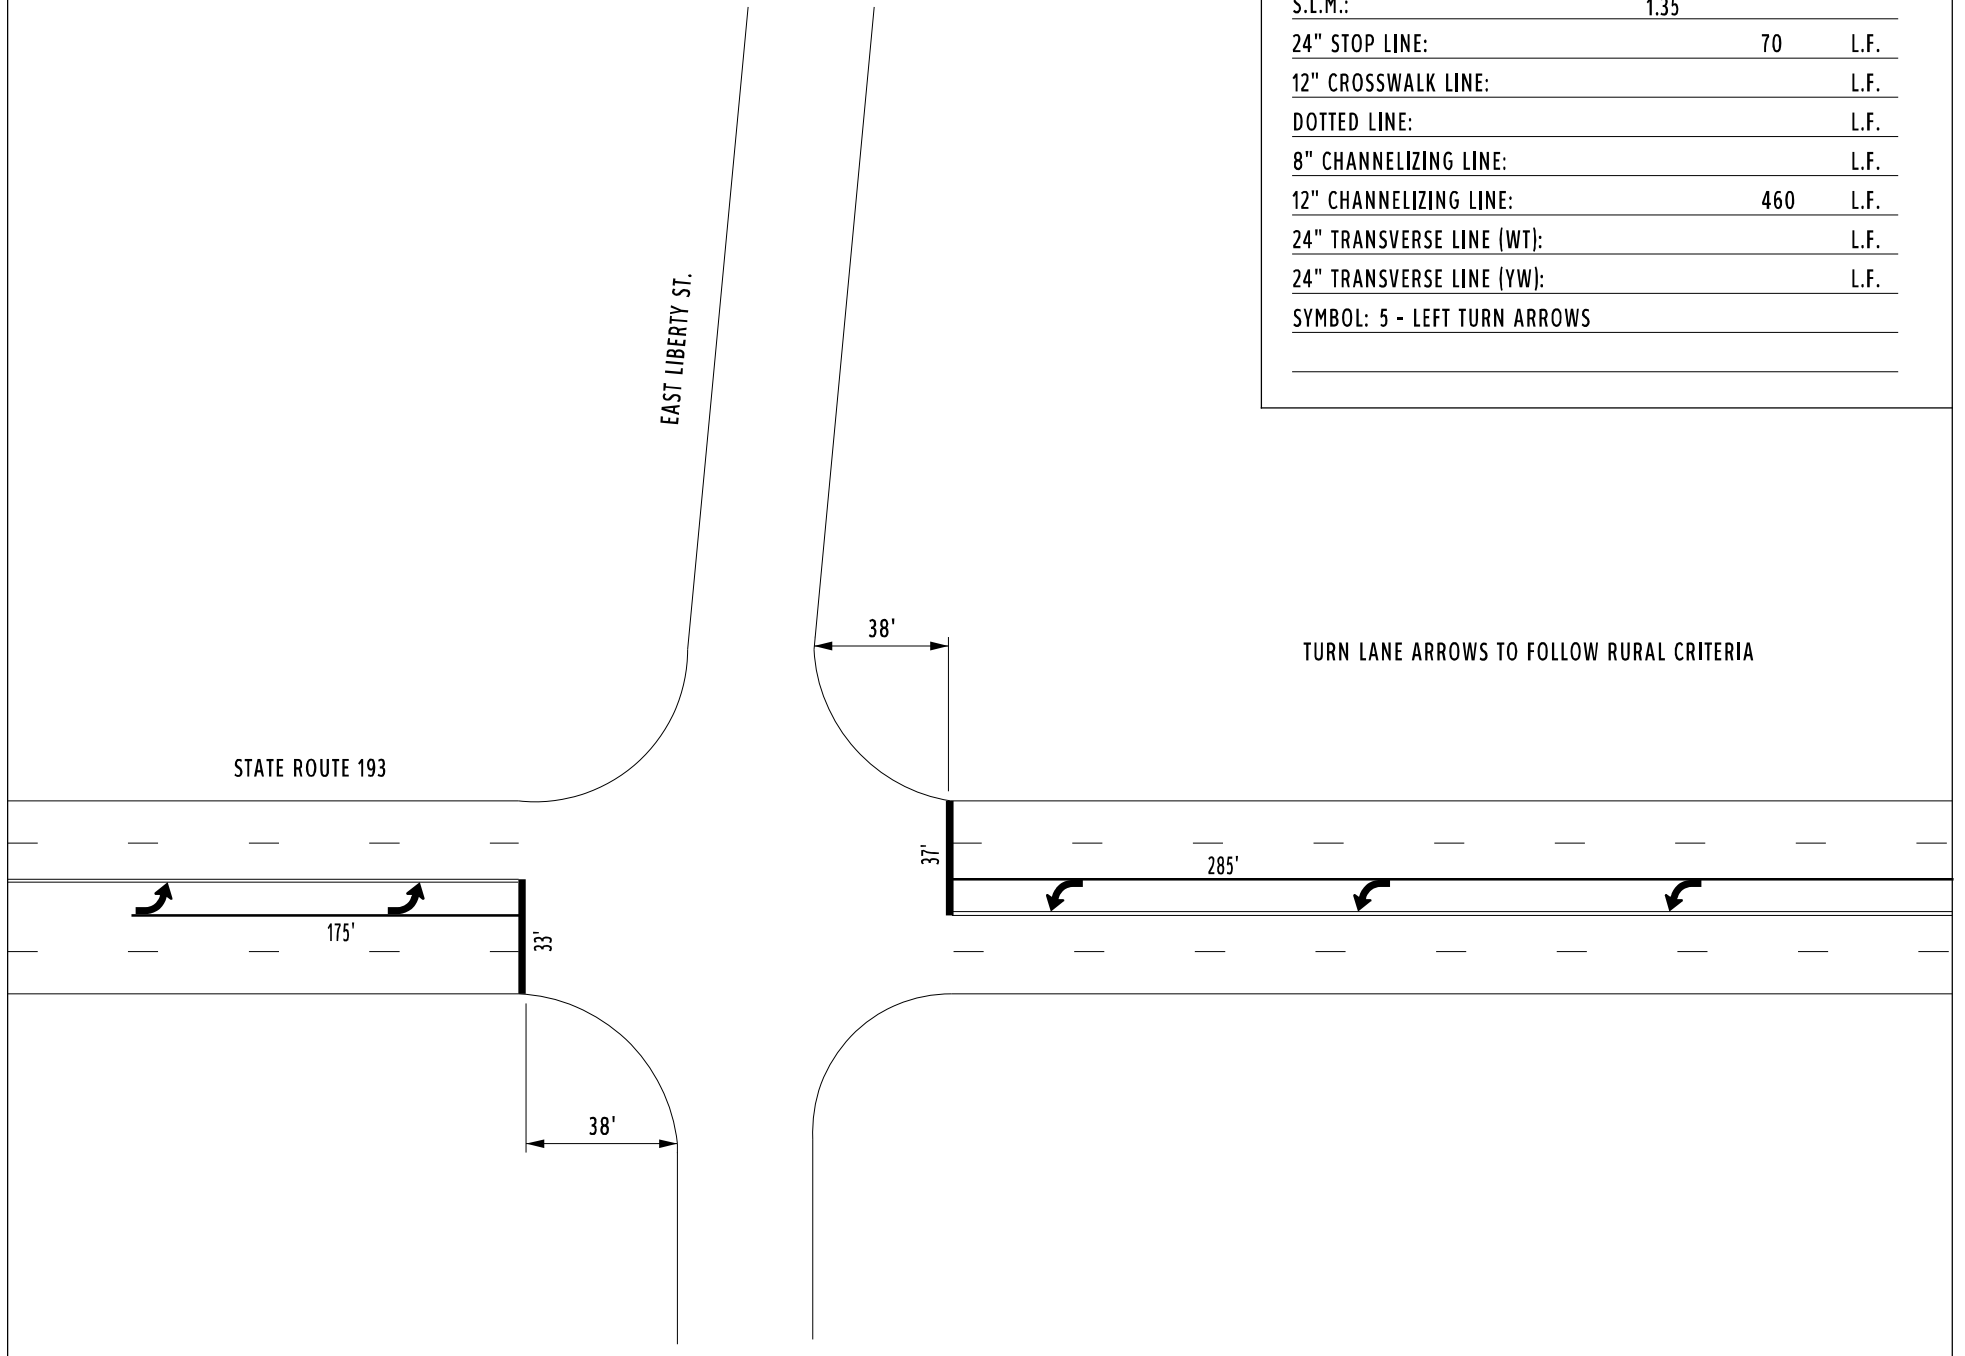 S.L.M.: 1.35
24" STOP LINE: 70 L.F.
12" CROSSWALK LINE: L.F.
DOTTED LINE: L.F.
8" CHANNELIZING LINE: L.F.
12" CHANNELIZING LINE: 460 L.F.
24" TRANSVERSE LINE (WT): L.F.
24" TRANSVERSE LINE (YW): L.F.
SYMBOL: 5 - LEFT TURN ARROWS
EAST LIBERTY ST.
38'
TURN LANE ARROWS TO FOLLOW RURAL CRITERIA
STATE ROUTE 193
37'
285'
175'
33'
38'